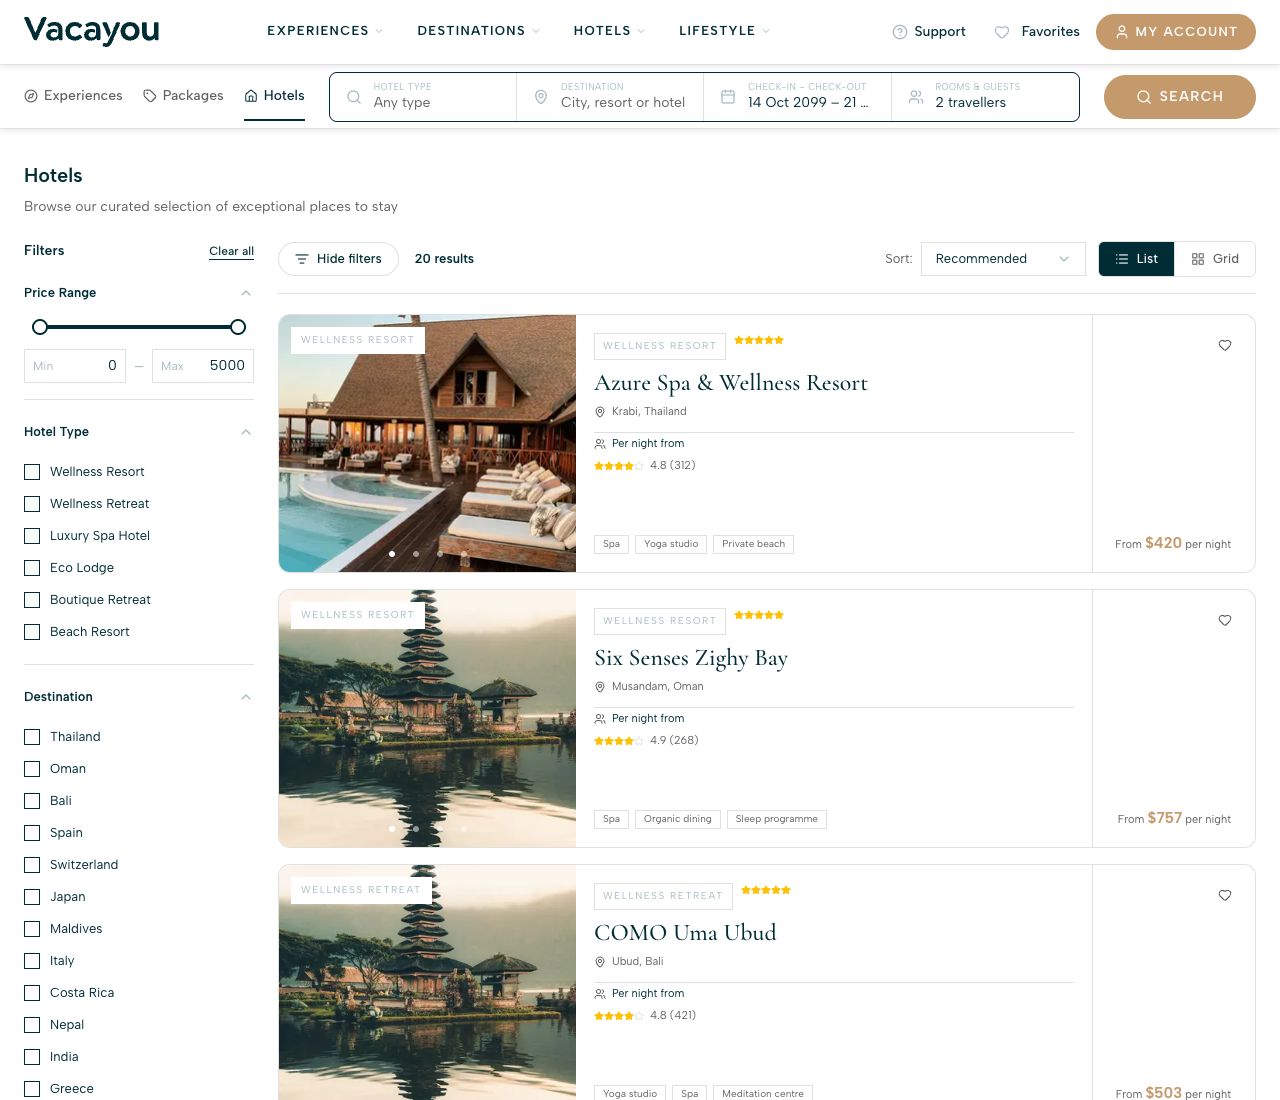 Vacayou
EXPERIENCES
DESTINATIONS
HOTELS
LIFESTYLE
Support
Favorites
MY ACCOUNT
Experiences
Packages
Hotels
HOTEL TYPE
Any type
DESTINATION
City, resort or hotel
CHECK-IN – CHECK-OUT
14 Oct 2099 – 21 ...
ROOMS & GUESTS
2 travellers
SEARCH
Hotels
Browse our curated selection of exceptional places to stay
Filters
Clear all
Price Range
Min 0 – Max 5000
Hotel Type
Wellness Resort
Wellness Retreat
Luxury Spa Hotel
Eco Lodge
Boutique Retreat
Beach Resort
Destination
Thailand
Oman
Bali
Spain
Switzerland
Japan
Maldives
Italy
Costa Rica
Nepal
India
Greece
Hide filters
20 results
Sort:
Recommended
List
Grid
WELLNESS RESORT
WELLNESS RESORT
Azure Spa & Wellness Resort
Krabi, Thailand
Per night from
4.8 (312)
Spa
Yoga studio
Private beach
From $420 per night
WELLNESS RESORT
WELLNESS RESORT
Six Senses Zighy Bay
Musandam, Oman
Per night from
4.9 (268)
Spa
Organic dining
Sleep programme
From $757 per night
WELLNESS RETREAT
WELLNESS RETREAT
COMO Uma Ubud
Ubud, Bali
Per night from
4.8 (421)
Yoga studio
Spa
Meditation centre
From $503 per night